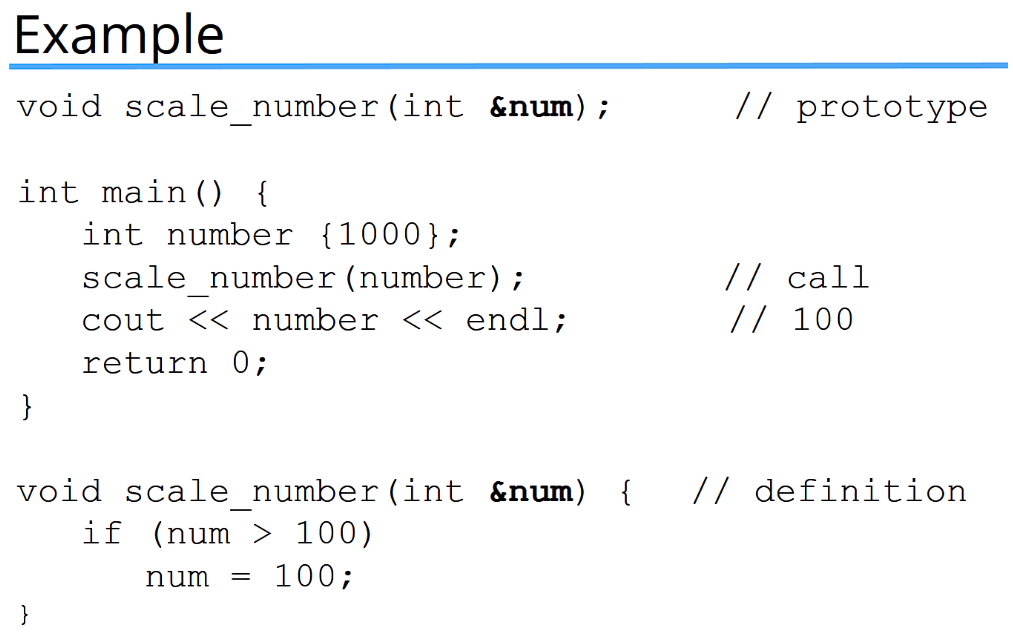 Example
void scale_number(int &num);      // prototype
int main() {
   int number {1000};
   scale_number(number);         // call
   cout << number << endl;       // 100
   return 0;
}
void scale_number(int &num) {   // definition
   if (num > 100)
      num = 100;
}